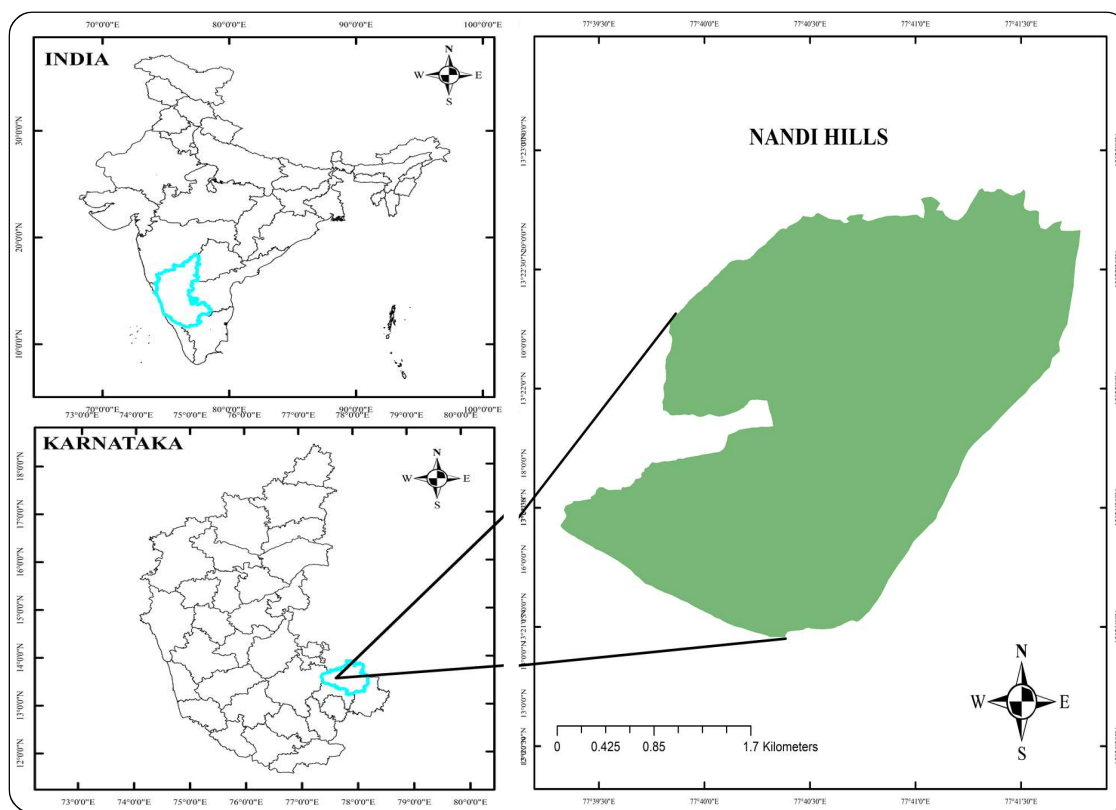 70°0'0"E 80°0'0"E 90°0'0"E 100°0'0"E
INDIA
N
W E
S
30°0'0"N
20°0'0"N
10°0'0"N
70°0'0"E 80°0'0"E 90°0'0"E 100°0'0"E
73°0'0"E 74°0'0"E 75°0'0"E 76°0'0"E 77°0'0"E 78°0'0"E 79°0'0"E 80°0'0"E
KARNATAKA
N
W E
S
18°0'0"N
17°0'0"N
16°0'0"N
15°0'0"N
14°0'0"N
13°0'0"N
12°0'0"N
73°0'0"E 74°0'0"E 75°0'0"E 76°0'0"E 77°0'0"E 78°0'0"E 79°0'0"E 80°0'0"E
77°39'30"E 77°40'0"E 77°40'30"E 77°41'0"E 77°41'30"E
NANDI HILLS
13°22'0"N
N
W E
S
0 0.425 0.85 1.7 Kilometers
77°39'30"E 77°40'0"E 77°40'30"E 77°41'0"E 77°41'30"E